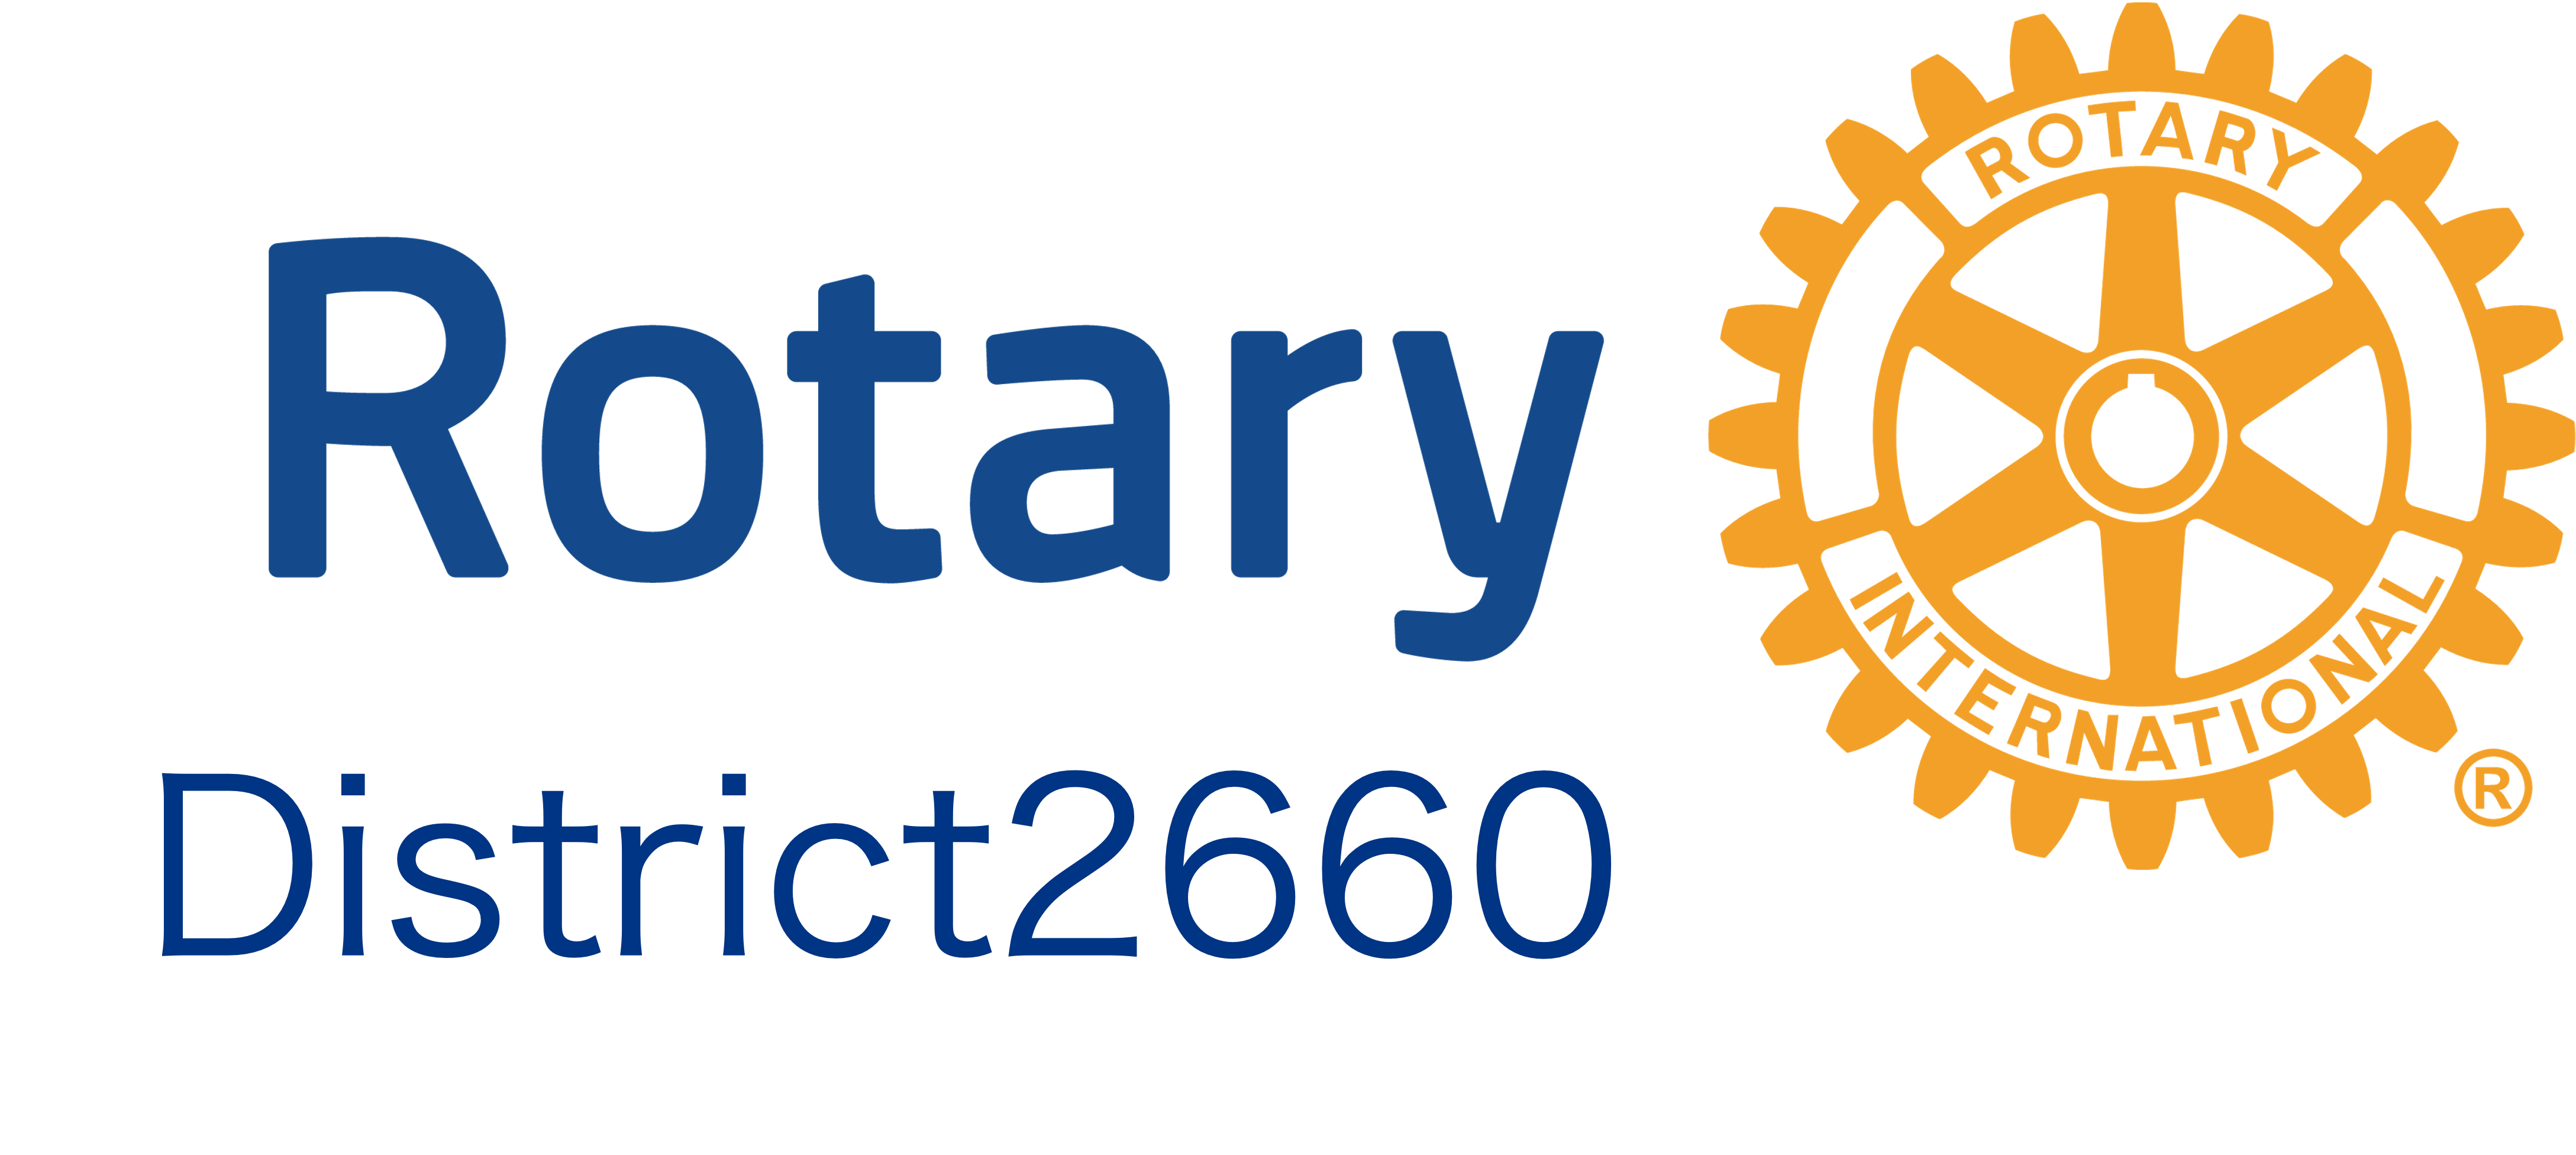 Rotary
District2660
ROTARY
INTERNATIONAL
®